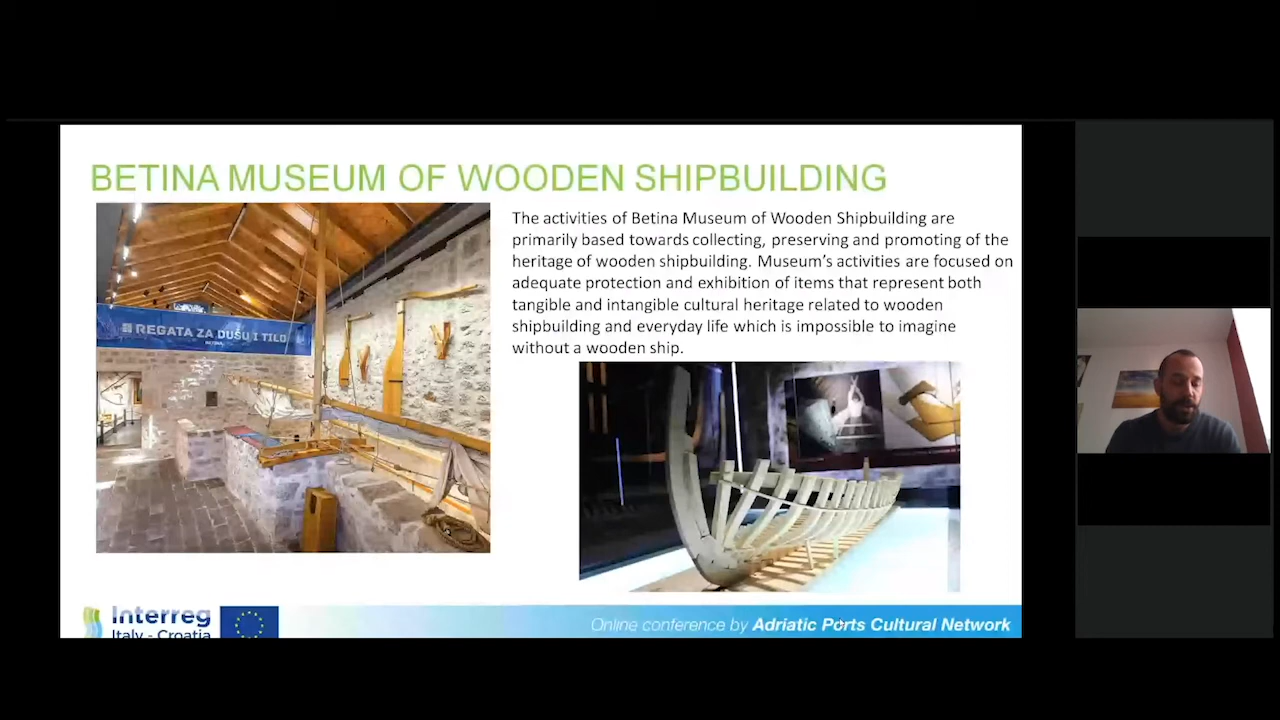 BETINA MUSEUM OF WOODEN SHIPBUILDING
The activities of Betina Museum of Wooden Shipbuilding are
primarily based towards collecting, preserving and promoting of the
heritage of wooden shipbuilding. Museum's activities are focused on
adequate protection and exhibition of items that represent both
tangible and intangible cultural heritage related to wooden
shipbuilding and everyday life which is impossible to imagine
without a wooden ship.
REGATA ZA DUŠU I TILO
BETINA
Interreg
Italy - Croatia
Online conference by Adriatic Ports Cultural Network